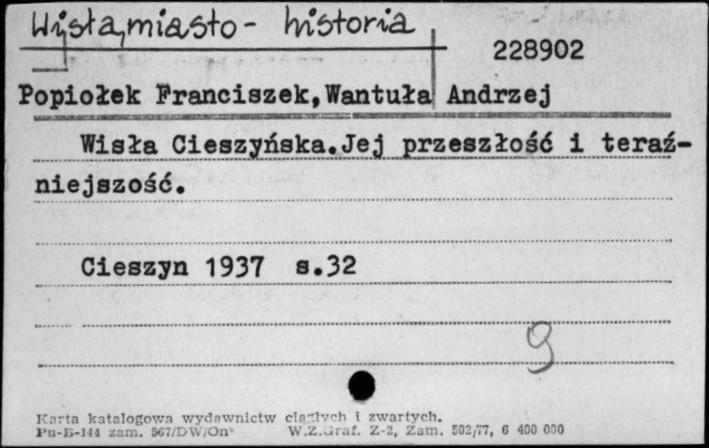 Wisła, miasto - historia
228902
Popiołek Franciszek, Wantuła Andrzej
Wisła Cieszyńska. Jej przeszłość i teraź-
niejszość.
Cieszyn 1937 s.32
9
Karta katalogowa wydawnictw ciągłych i zwartych.
Pu-B-144 zam. 567/DW/On W.Z.Graf. Z-2, Zam. 502/77, 6 400 000